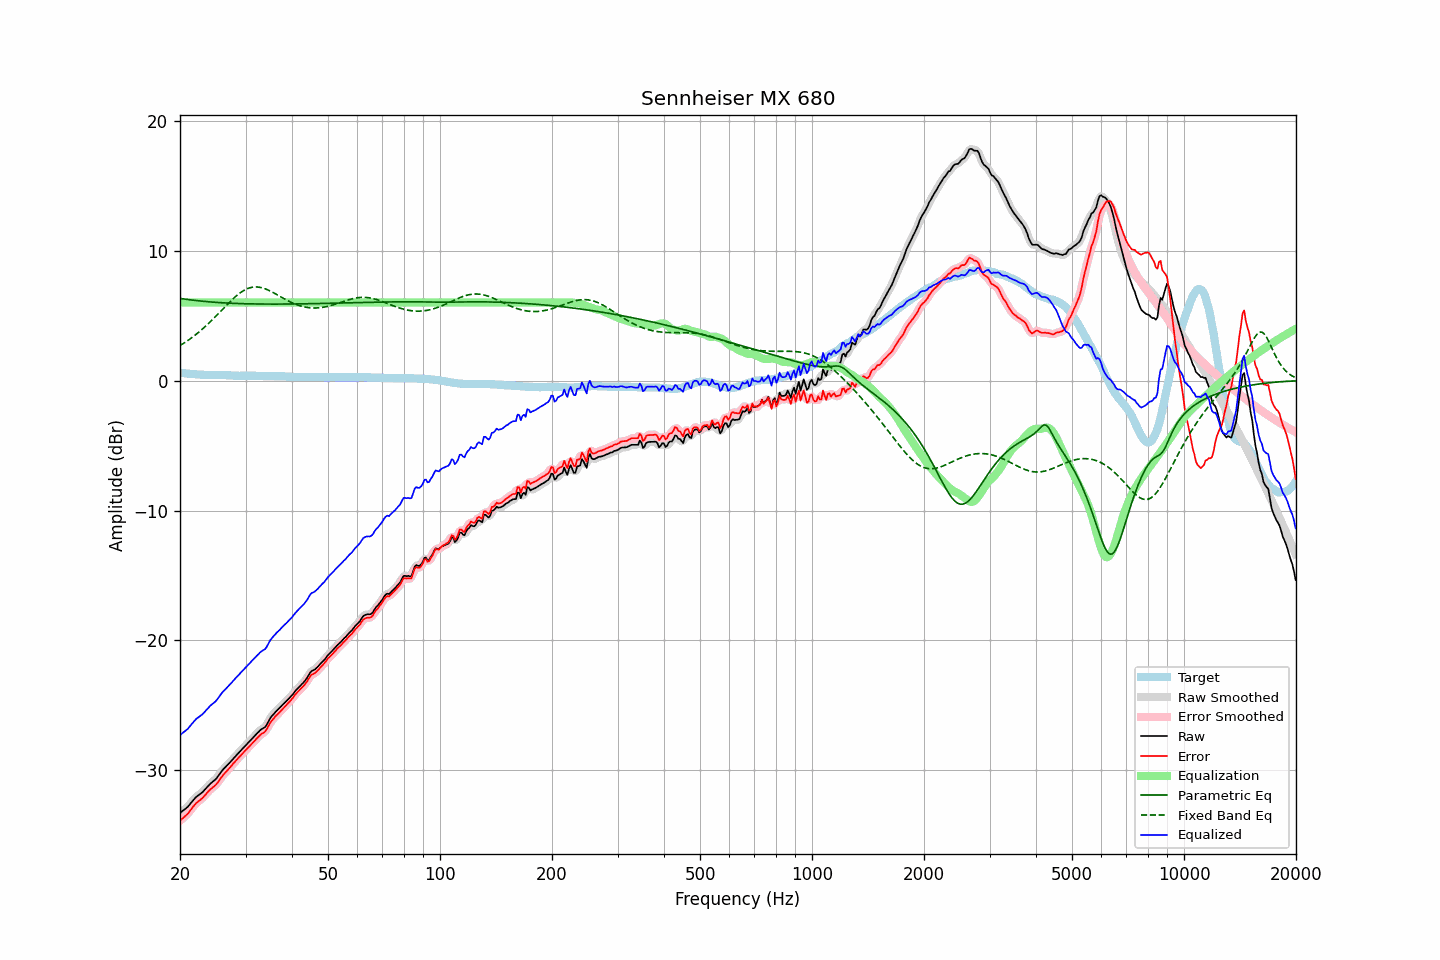 Sennheiser MX 680
20
10
0
−10
−20
−30
Amplitude (dBr)
20
50
100
200
500
1000
2000
5000
10000
20000
Frequency (Hz)
Target
Raw Smoothed
Error Smoothed
Raw
Error
Equalization
Parametric Eq
Fixed Band Eq
Equalized